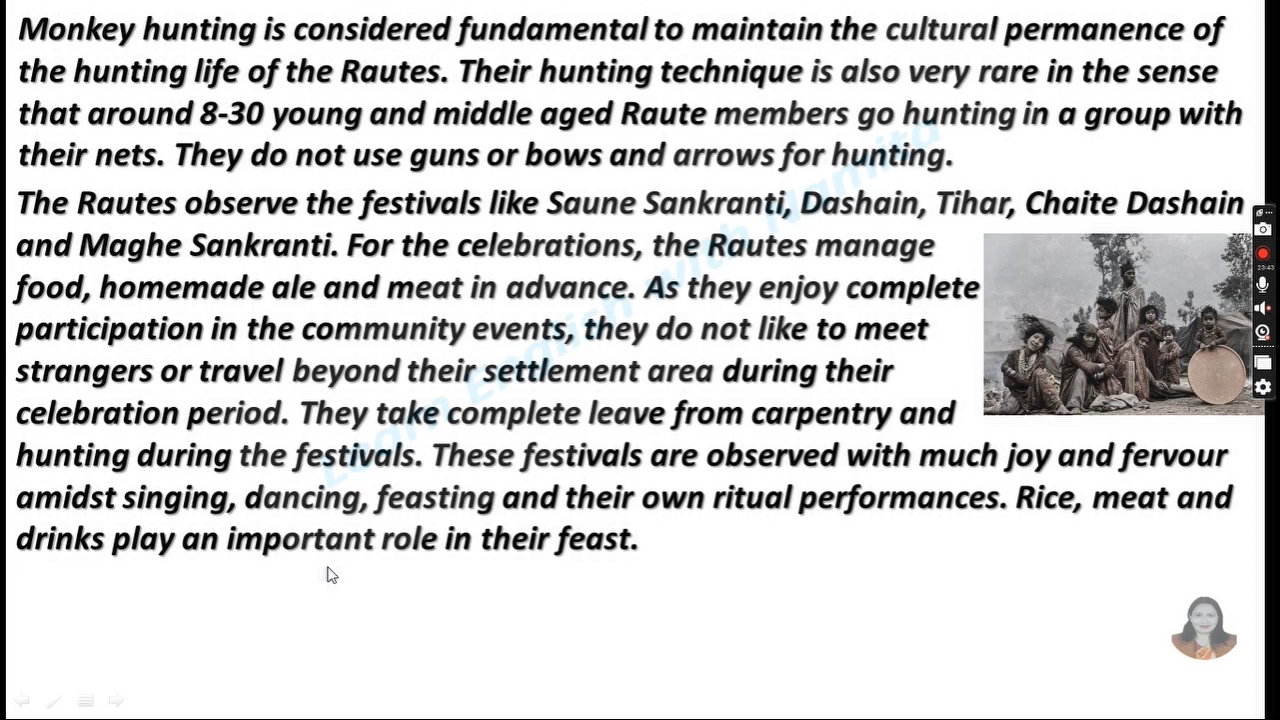 Monkey hunting is considered fundamental to maintain the cultural permanence of
the hunting life of the Rautes. Their hunting technique is also very rare in the sense
that around 8-30 young and middle aged Raute members go hunting in a group with
their nets. They do not use guns or bows and arrows for hunting.
The Rautes observe the festivals like Saune Sankranti, Dashain, Tihar, Chaite Dashain
and Maghe Sankranti. For the celebrations, the Rautes manage
food, homemade ale and meat in advance. As they enjoy complete
participation in the community events, they do not like to meet
strangers or travel beyond their settlement area during their
celebration period. They take complete leave from carpentry and
hunting during the festivals. These festivals are observed with much joy and fervour
amidst singing, dancing, feasting and their own ritual performances. Rice, meat and
drinks play an important role in their feast.
Learn English with Namita
23:43